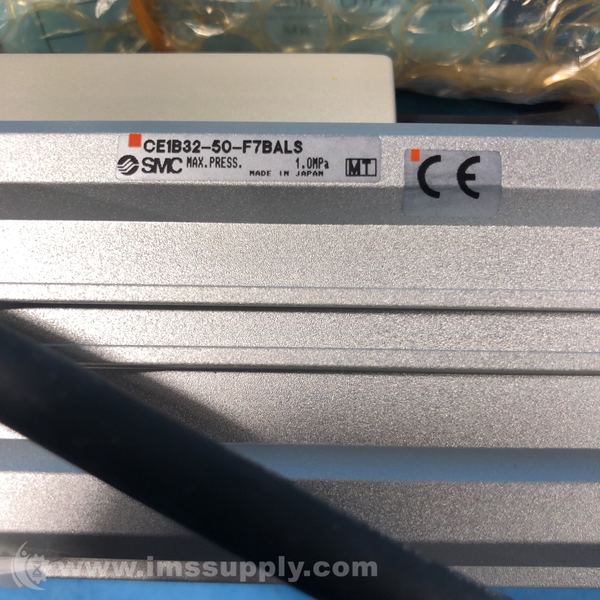 CE1B32-50-F7BALS
SMC MAX.PRESS. 1.0MPa MT
MADE IN JAPAN
CE
www.imssupply.com